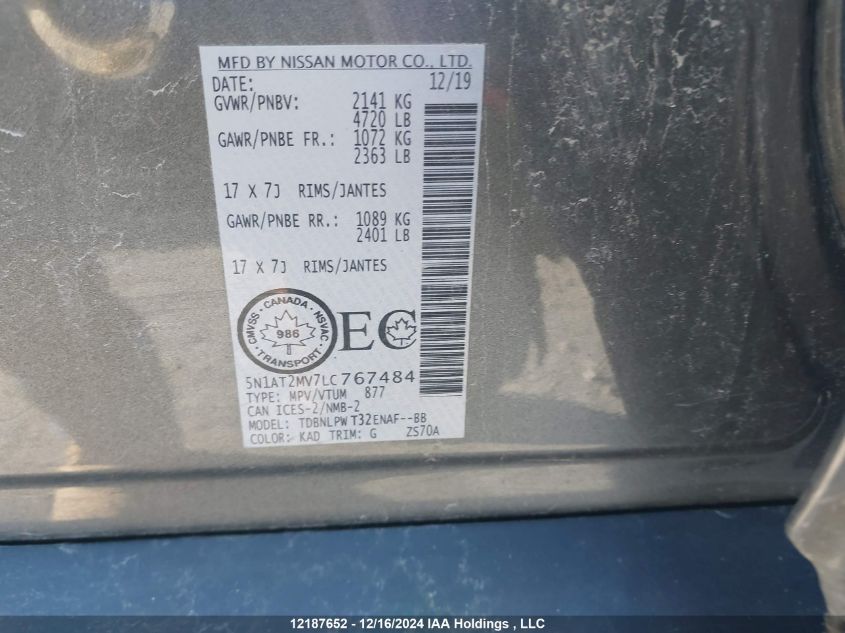 MFD BY NISSAN MOTOR CO., LTD.
DATE: 12/19
GVWR/PNBV: 2141 KG
4720 LB
GAWR/PNBE FR.: 1072 KG
2363 LB
17 X 7J RIMS/JANTES
GAWR/PNBE RR.: 1089 KG
2401 LB
17 X 7J RIMS/JANTES
CMVSS · CANADA · NSVAC
986
TRANSPORT
EC
5N1AT2MV7LC767484
TYPE: MPV/VTUM 877
CAN ICES-2/NMB-2
MODEL: TDBNLPW T32ENAF--BB
COLOR: KAD TRIM: G ZS70A
12187652 - 12/16/2024 IAA Holdings , LLC